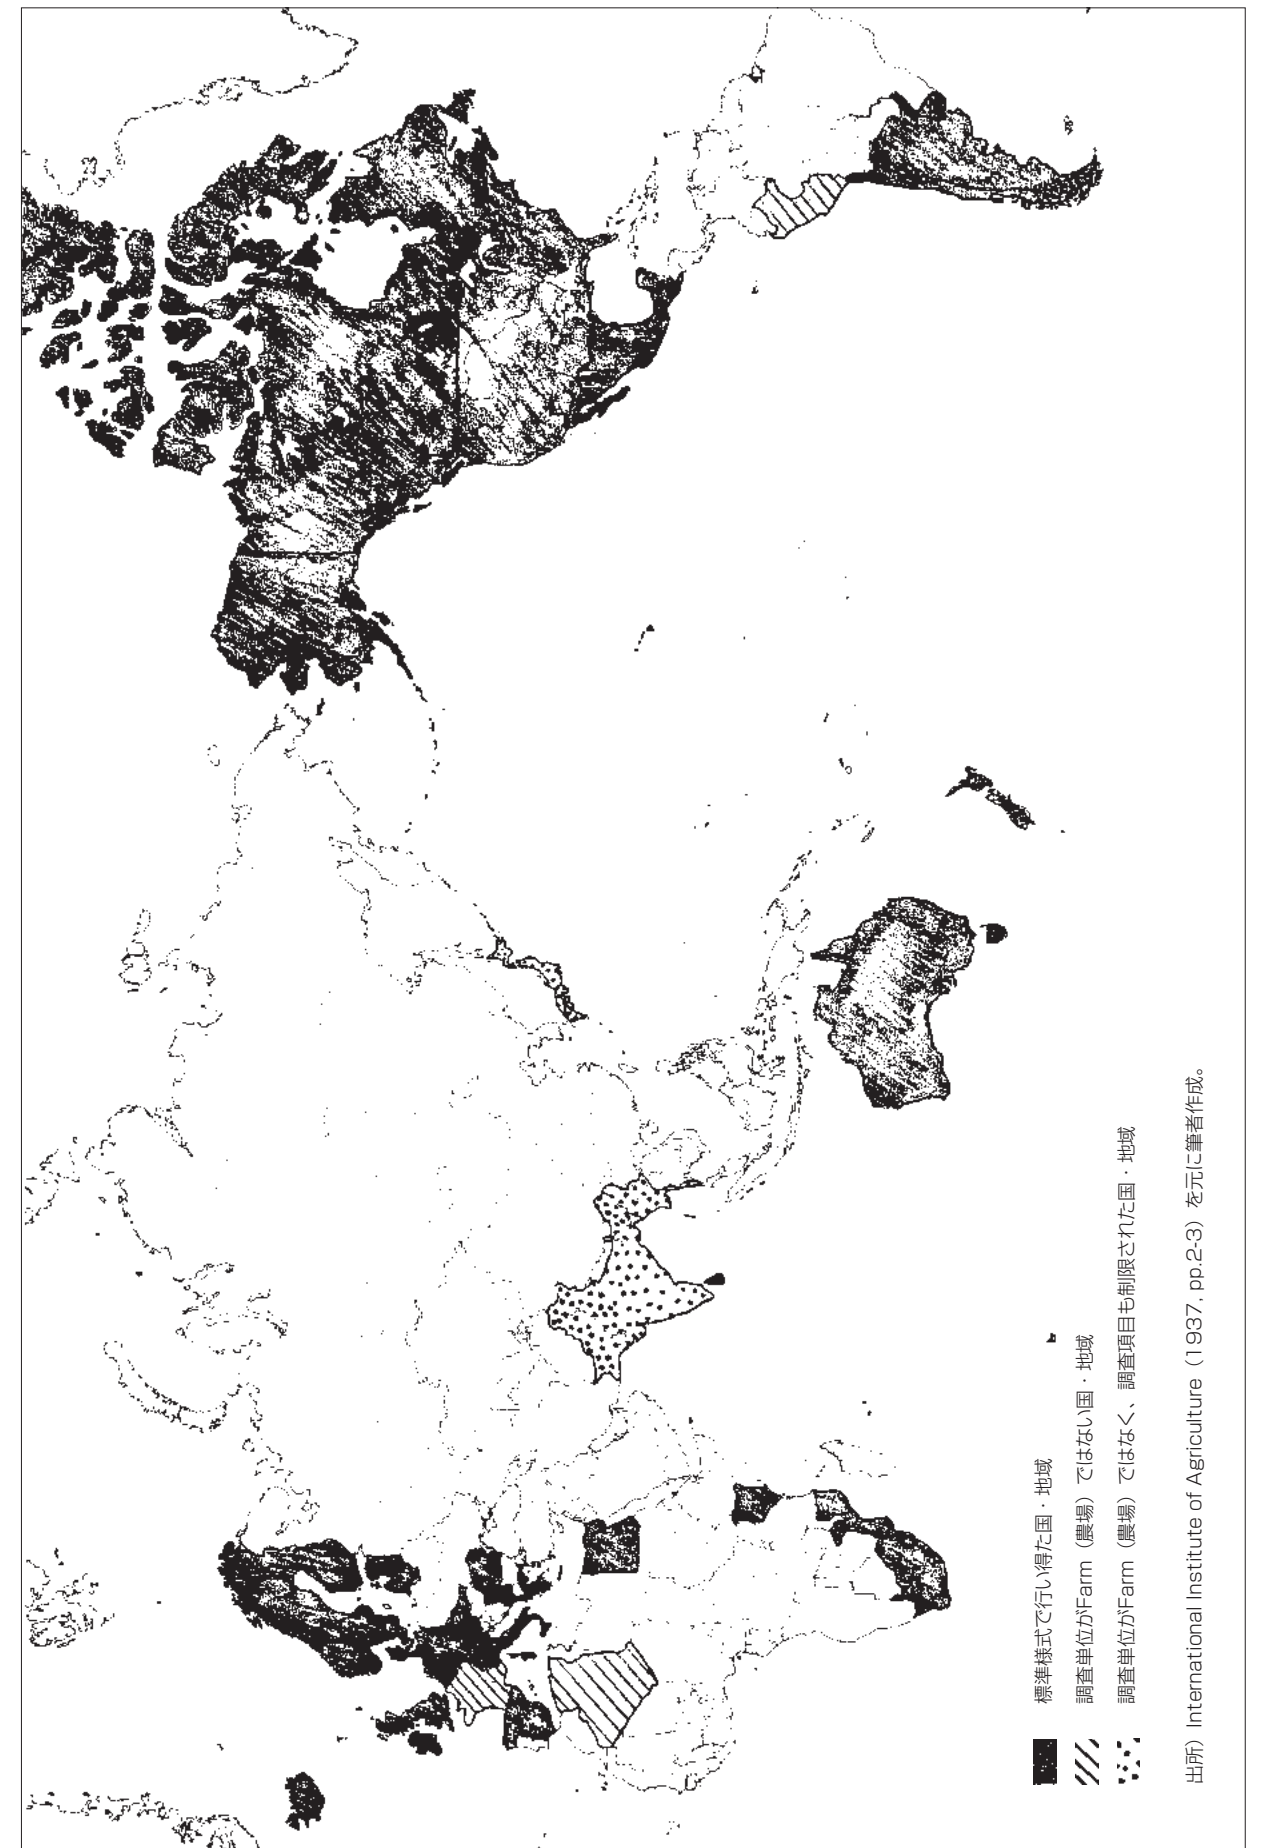 標準様式で行い得た国・地域
調査単位がFarm（農場）ではない国・地域
調査単位がFarm（農場）ではなく、調査項目も制限された国・地域
出所）International Institute of Agriculture（1937, pp.2-3）を元に筆者作成。